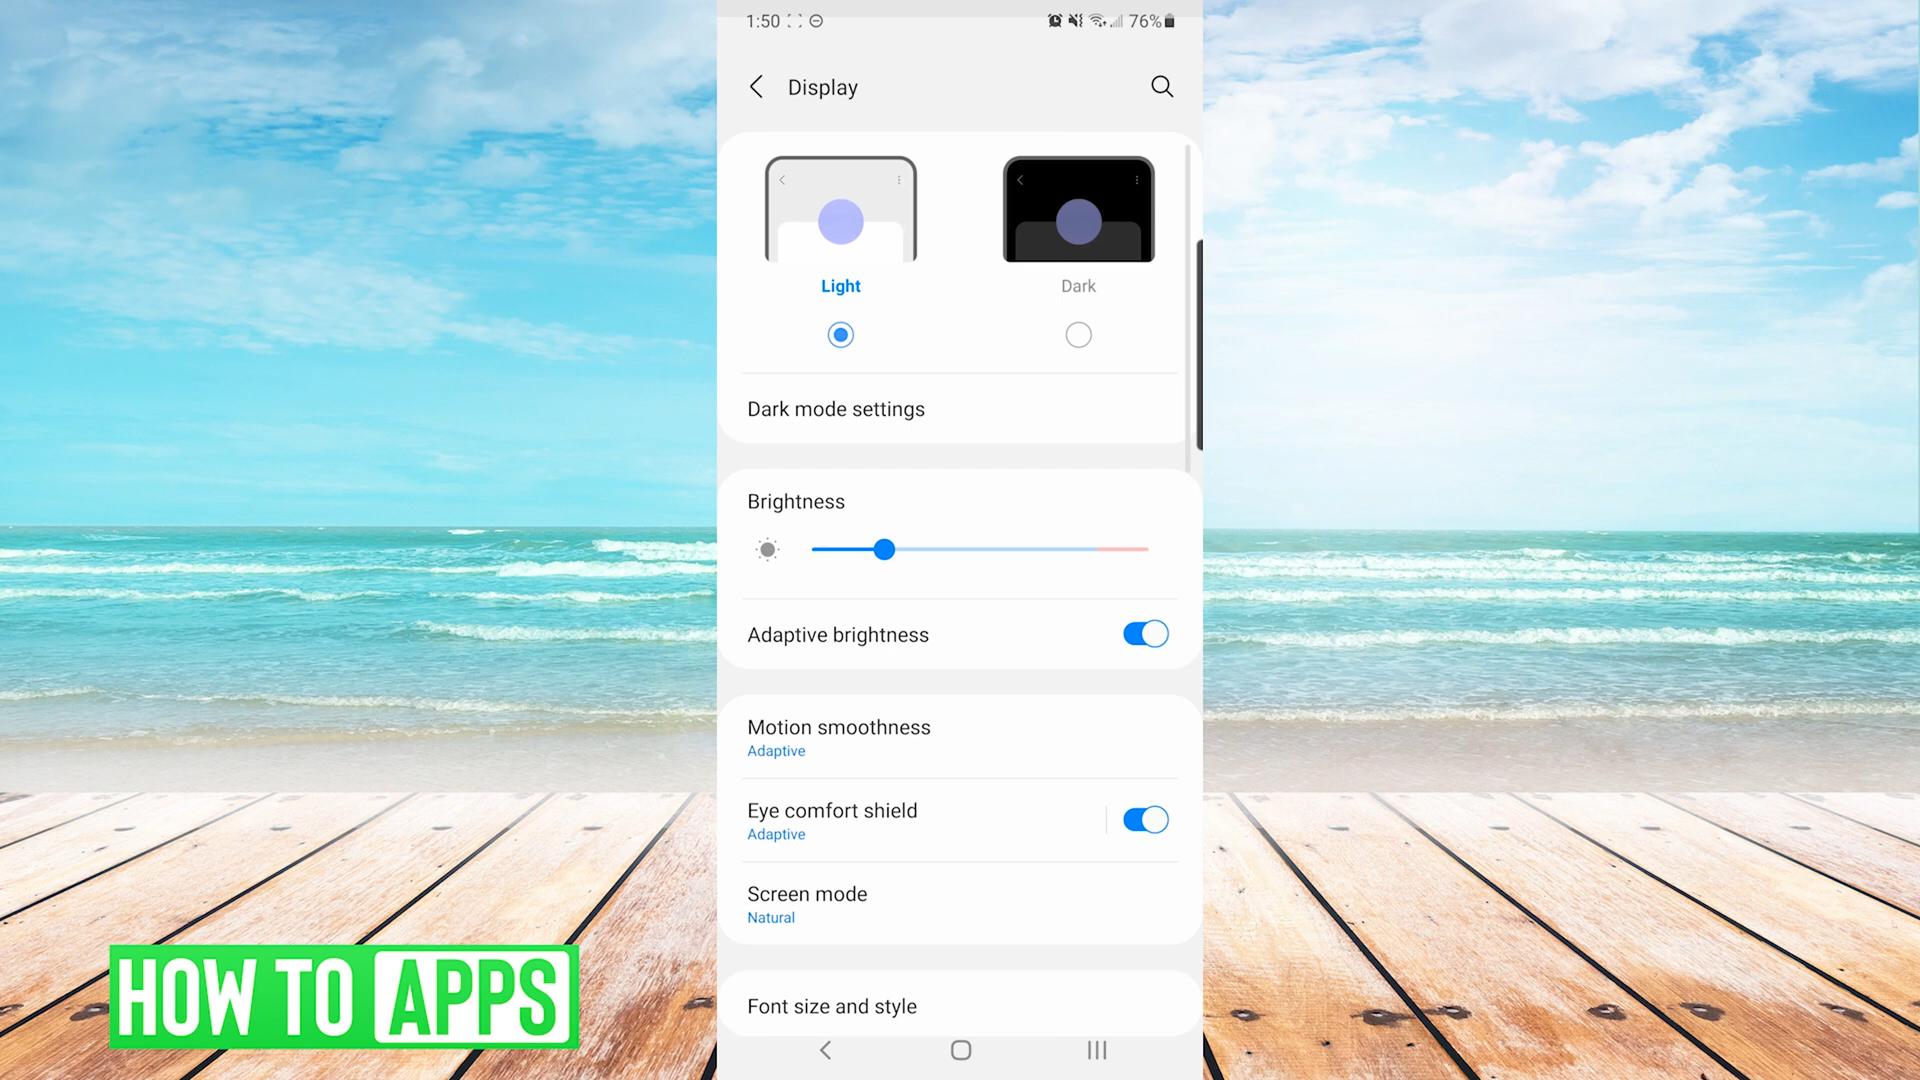 1:50
76%
Display
Light
Dark
Dark mode settings
Brightness
Adaptive brightness
Motion smoothness
Adaptive
Eye comfort shield
Adaptive
Screen mode
Natural
Font size and style
HOW TO APPS